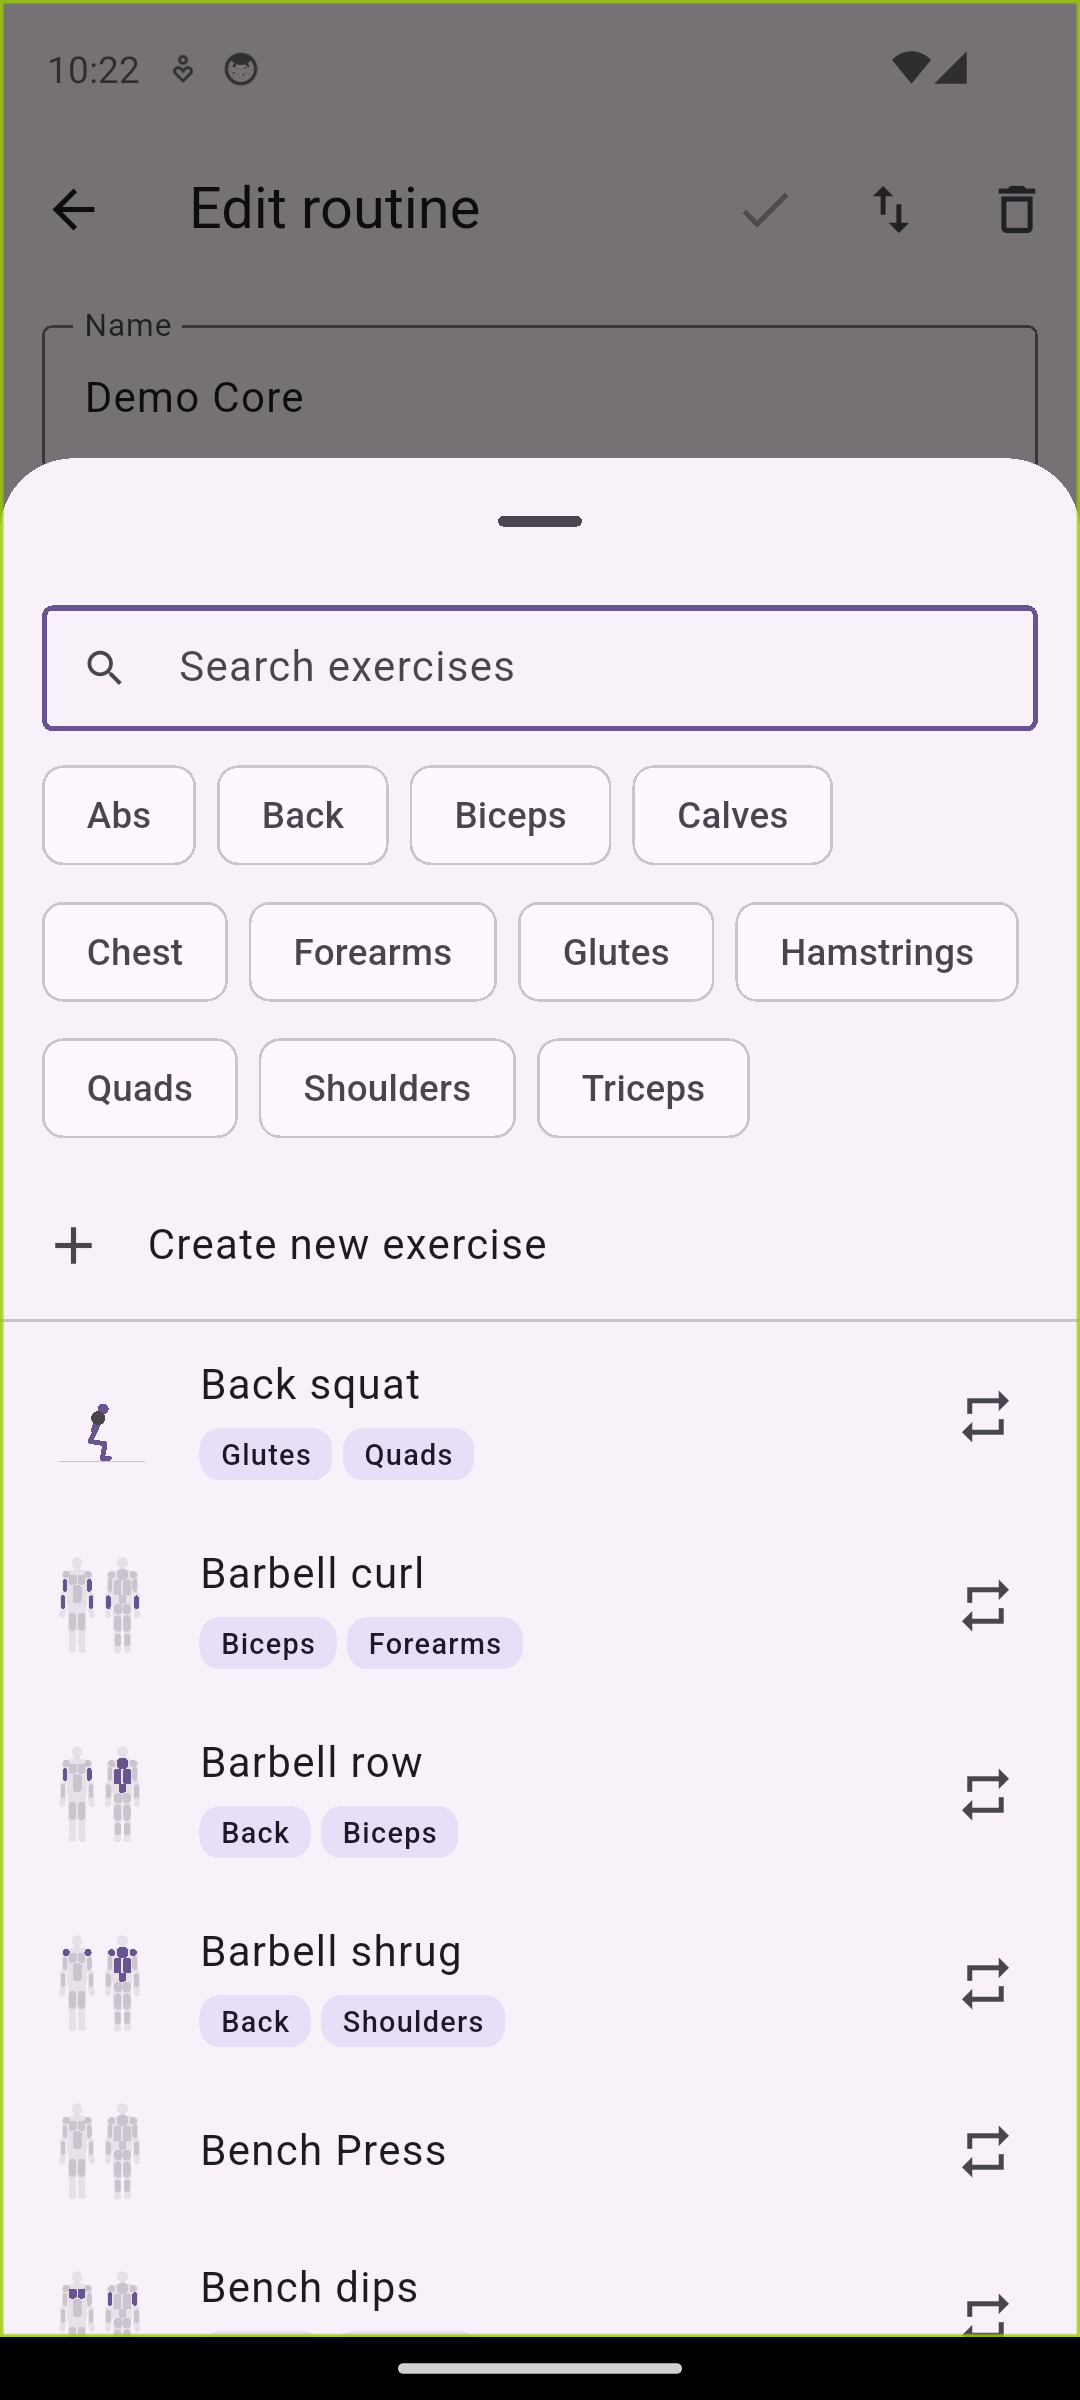 10:22
Edit routine
Name
Demo Core
Search exercises
Abs Back Biceps Calves
Chest Forearms Glutes Hamstrings
Quads Shoulders Triceps
Create new exercise
Back squat
Glutes Quads
Barbell curl
Biceps Forearms
Barbell row
Back Biceps
Barbell shrug
Back Shoulders
Bench Press
Bench dips